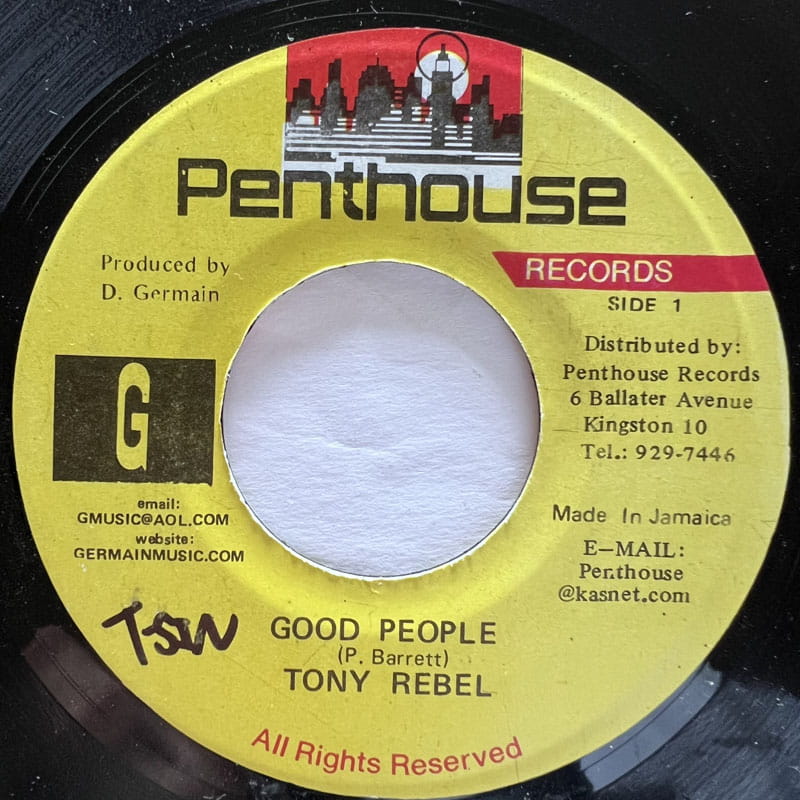 Penthouse
RECORDS
SIDE 1
Produced by
D. Germain
G
email:
GMUSIC@AOL.COM
website:
GERMAINMUSIC.COM
Distributed by:
Penthouse Records
6 Ballater Avenue
Kingston 10
Tel.: 929-7446
Made In Jamaica
E-MAIL:
Penthouse
@kasnet.com
TSW
GOOD PEOPLE
(P. Barrett)
TONY REBEL
All Rights Reserved